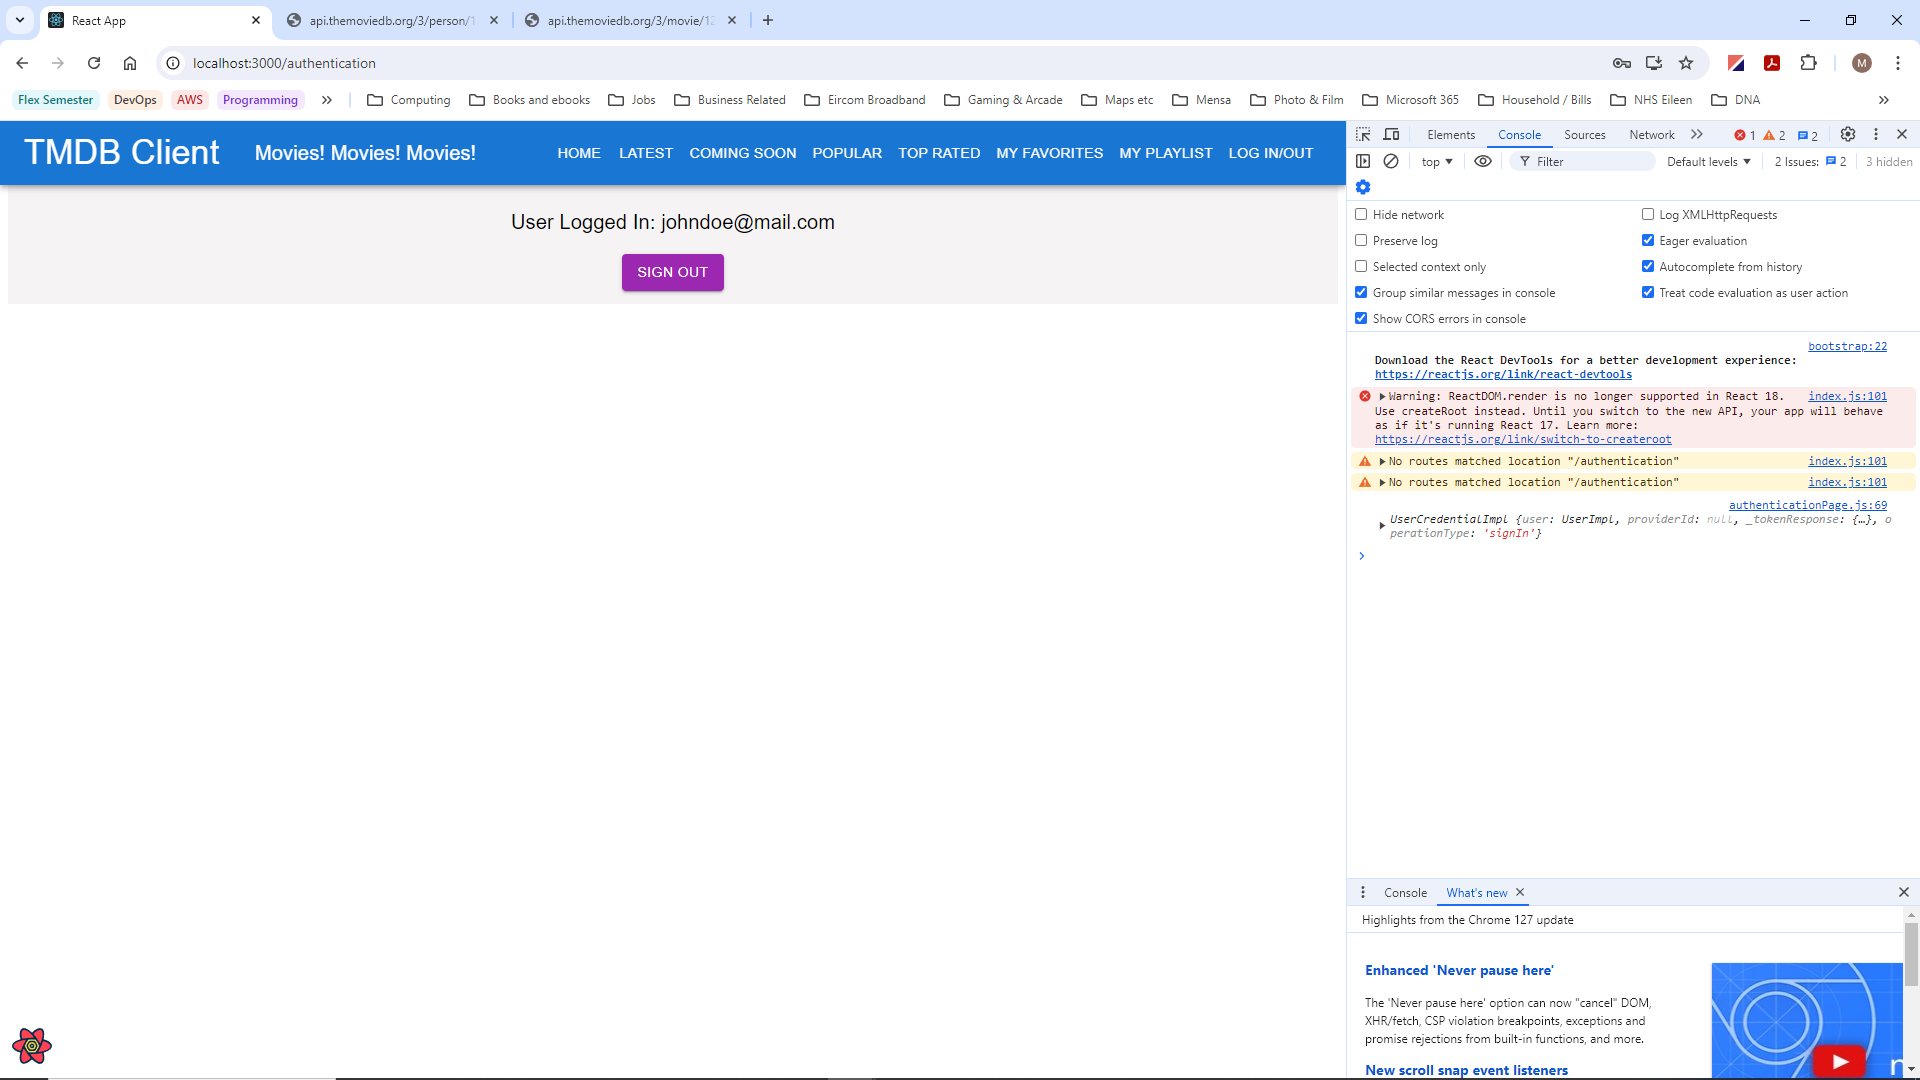 React App
api.themoviedb.org/3/person/1
api.themoviedb.org/3/movie/12
localhost:3000/authentication
M
Flex Semester
DevOps
AWS
Programming
Computing
Books and ebooks
Jobs
Business Related
Eircom Broadband
Gaming & Arcade
Maps etc
Mensa
Photo & Film
Microsoft 365
Household / Bills
NHS Eileen
DNA
TMDB Client
Movies! Movies! Movies!
HOME
LATEST
COMING SOON
POPULAR
TOP RATED
MY FAVORITES
MY PLAYLIST
LOG IN/OUT
User Logged In: johndoe@mail.com
SIGN OUT
Elements
Console
Sources
Network
1
2
2
top
Filter
Default levels
2 Issues:
2
3 hidden
Hide network
Log XMLHttpRequests
Preserve log
Eager evaluation
Selected context only
Autocomplete from history
Group similar messages in console
Treat code evaluation as user action
Show CORS errors in console
bootstrap:22
Download the React DevTools for a better development experience:
https://reactjs.org/link/react-devtools
Warning: ReactDOM.render is no longer supported in React 18.
index.js:101
Use createRoot instead. Until you switch to the new API, your app will behave
as if it's running React 17. Learn more:
https://reactjs.org/link/switch-to-createroot
No routes matched location "/authentication"
index.js:101
No routes matched location "/authentication"
index.js:101
authenticationPage.js:69
UserCredentialImpl {user: UserImpl, providerId: null, _tokenResponse: {…}, o
perationType: 'signIn'}
Console
What's new
Highlights from the Chrome 127 update
Enhanced 'Never pause here'
The 'Never pause here' option can now "cancel" DOM,
XHR/fetch, CSP violation breakpoints, exceptions and
promise rejections from built-in functions, and more.
New scroll snap event listeners